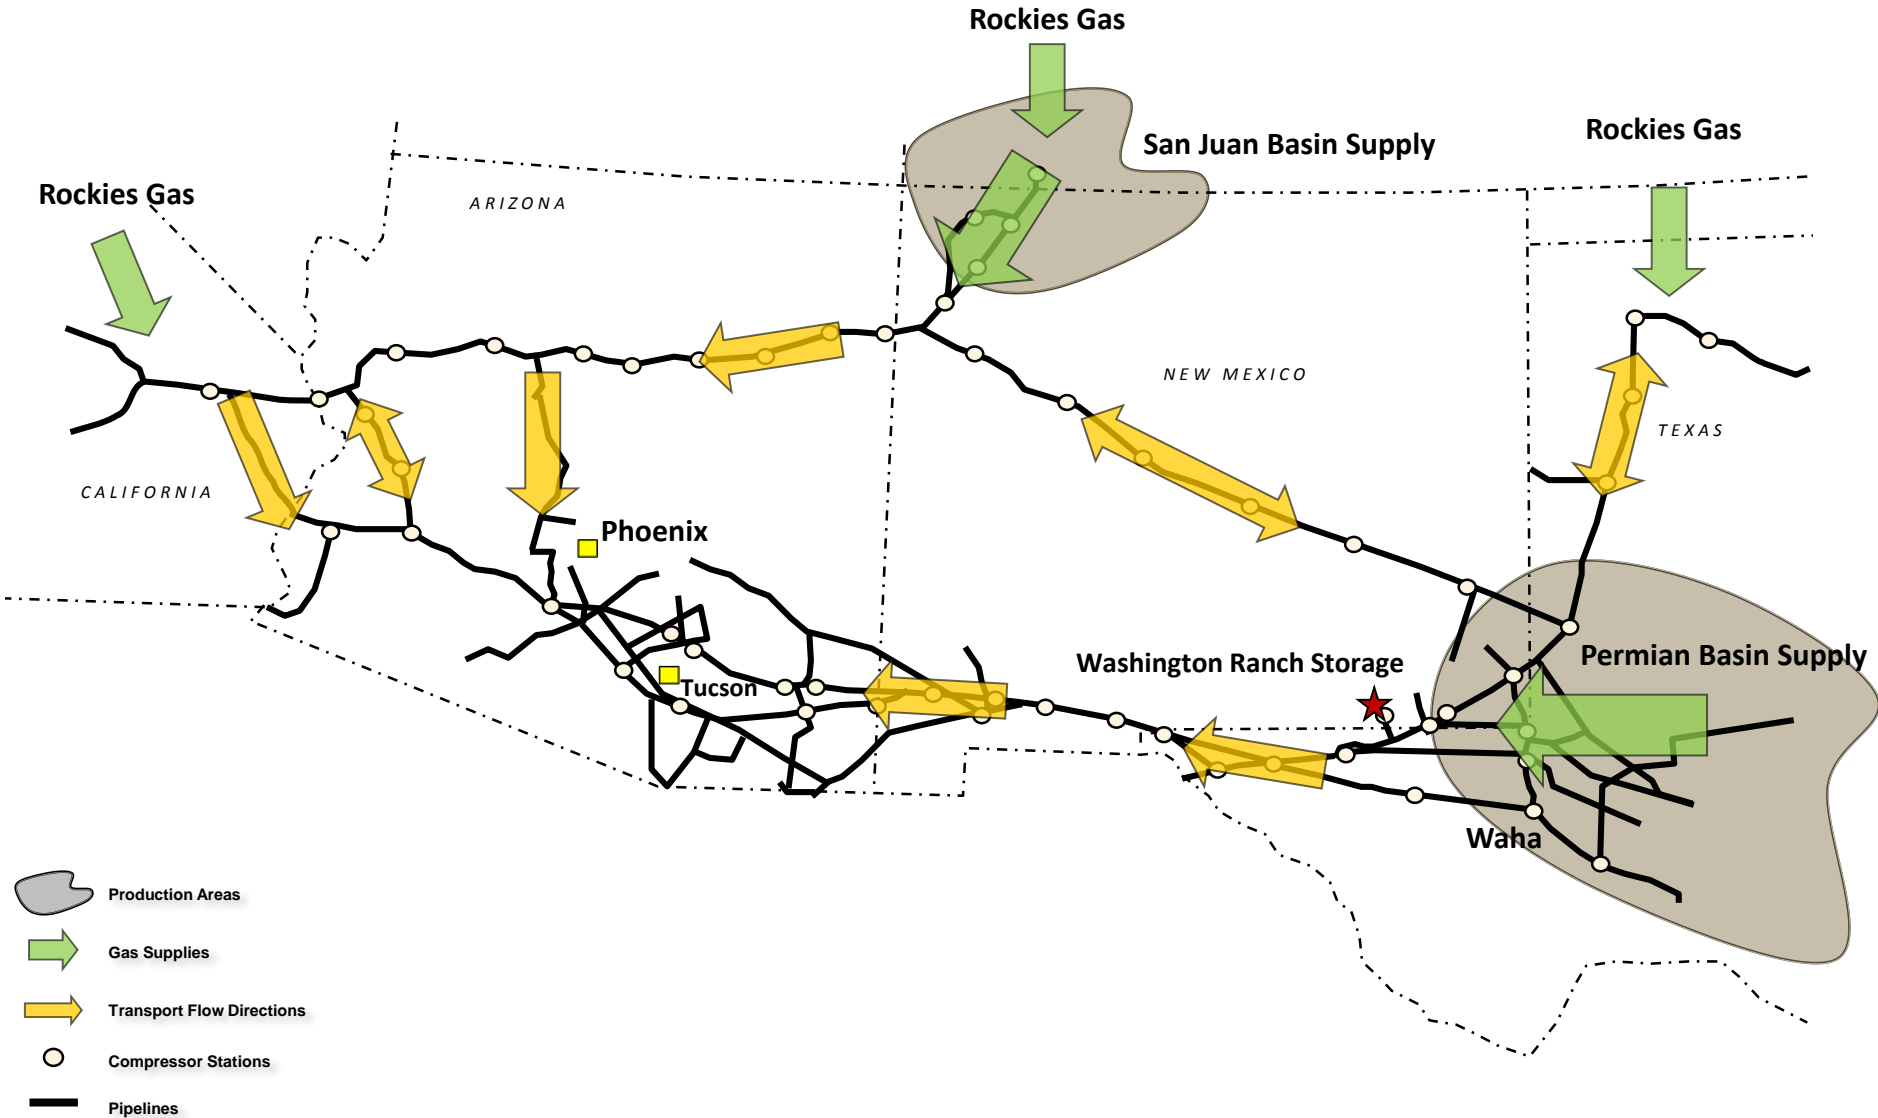 Rockies Gas
Rockies Gas
San Juan Basin Supply
Rockies Gas
ARIZONA
NEW MEXICO
TEXAS
CALIFORNIA
Phoenix
Washington Ranch Storage
Permian Basin Supply
Tucson
Waha
Production Areas
Gas Supplies
Transport Flow Directions
Compressor Stations
Pipelines